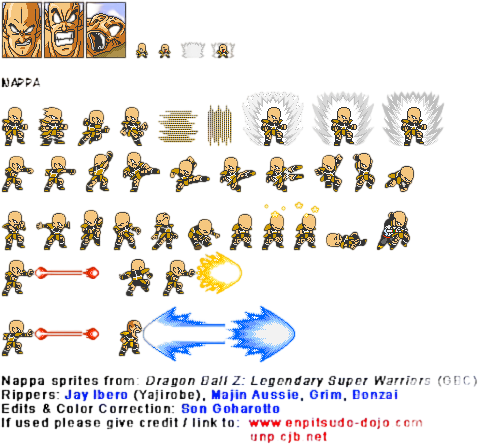 NAPPA
Nappa sprites from: Dragon Ball Z: Legendary Super Warriors (GBC)
Rippers: Jay Ibero (Yajirobe), Majin Aussie, Grim, Bonzai
Edits & Color Correction: Son Goharotto
If used please give credit / link to: www.enpitsudo-dojo.com
unp.cjb.net